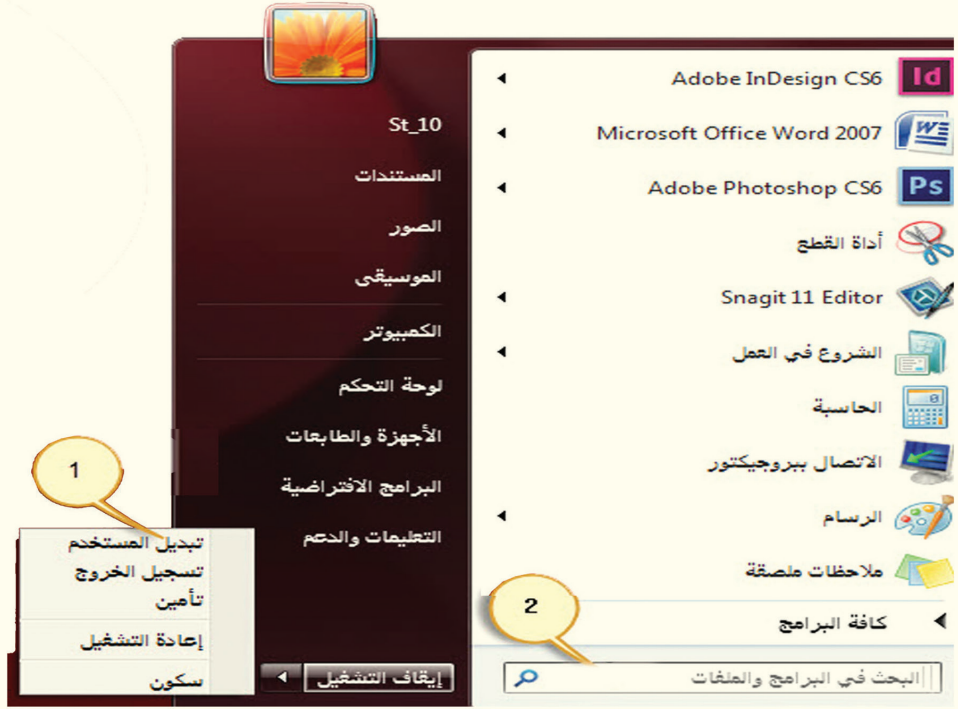 Adobe InDesign CS6
Id
Microsoft Office Word 2007
W
Adobe Photoshop CS6
Ps
أداة القطع
Snagit 11 Editor
الشروع في العمل
الحاسبة
الاتصال ببروجيكتور
الرسام
ملاحظات ملصقة
كافة البرامج
البحث في البرامج والملفات
2
St_10
المستندات
الصور
الموسيقى
الكمبيوتر
لوحة التحكم
الأجهزة والطابعات
البرامج الافتراضية
التعليمات والدعم
إيقاف التشغيل
1
تبديل المستخدم
تسجيل الخروج
تأمين
إعادة التشغيل
سكون